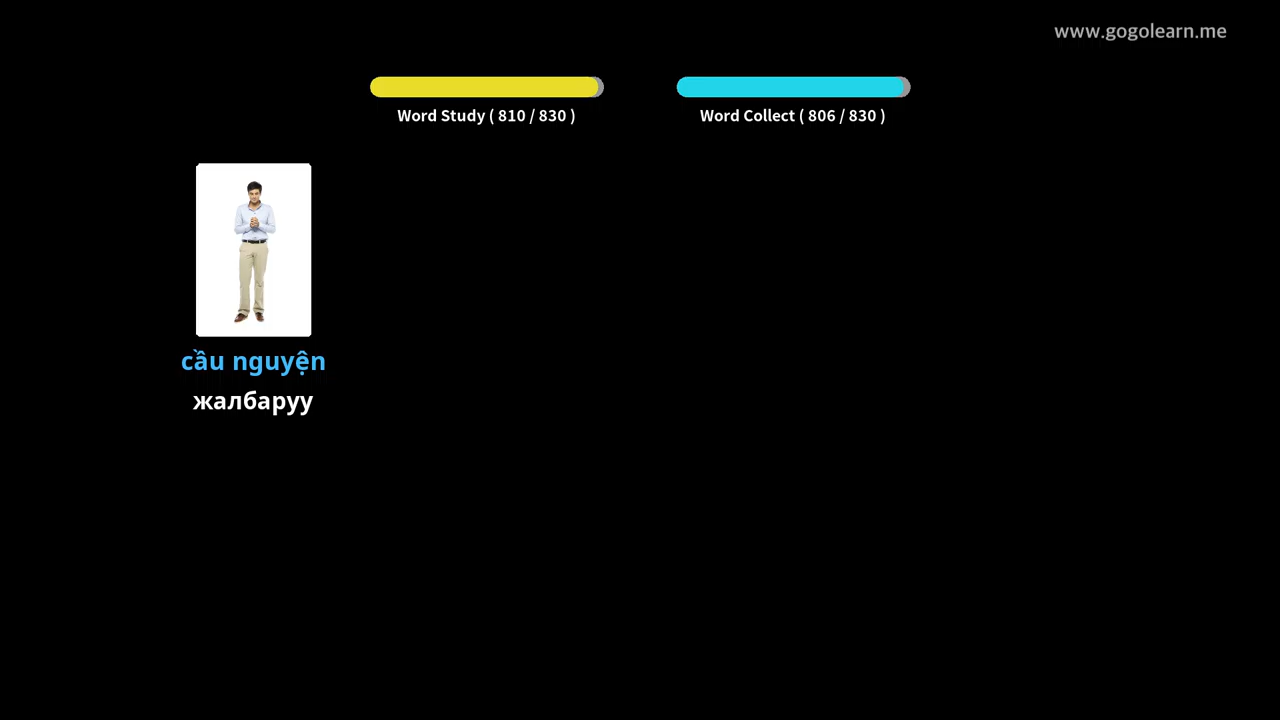 www.gogolearn.me
Word Study ( 810 / 830 )
Word Collect ( 806 / 830 )
cầu nguyện
жалбаруу